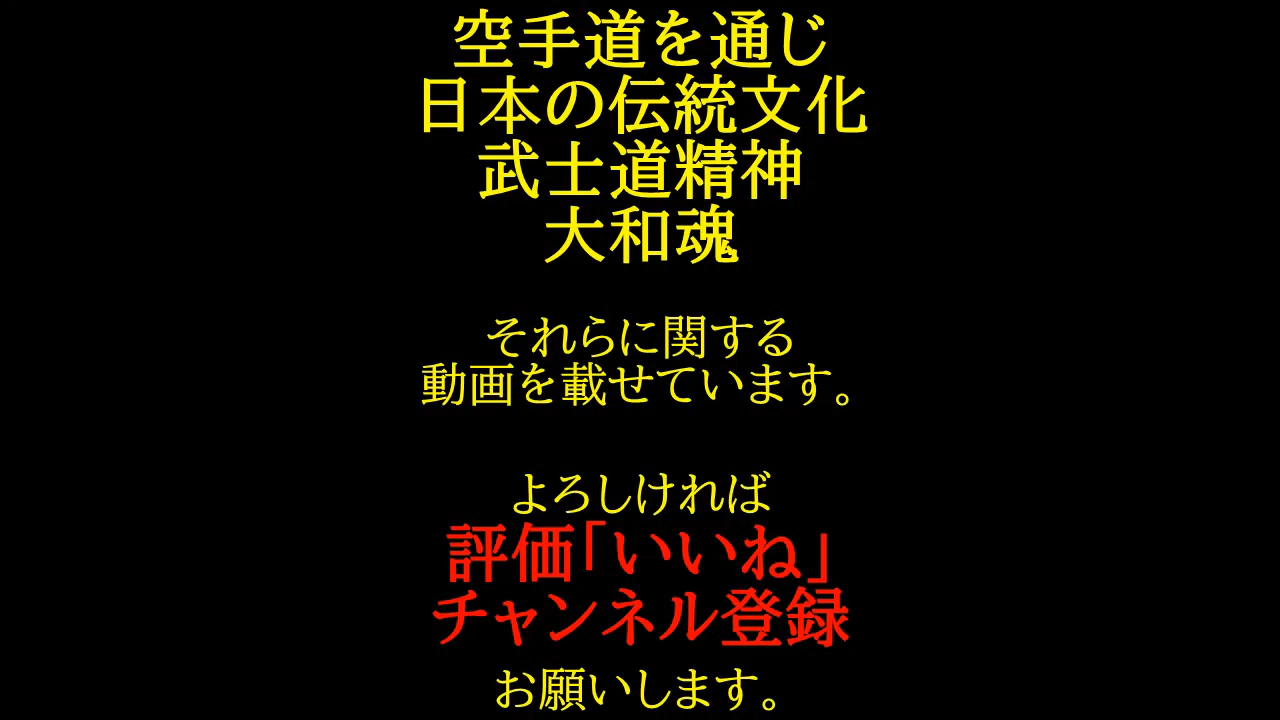 空手道を通じ
日本の伝統文化
武士道精神
大和魂
それらに関する
動画を載せています。
よろしければ
評価「いいね」
チャンネル登録
お願いします。